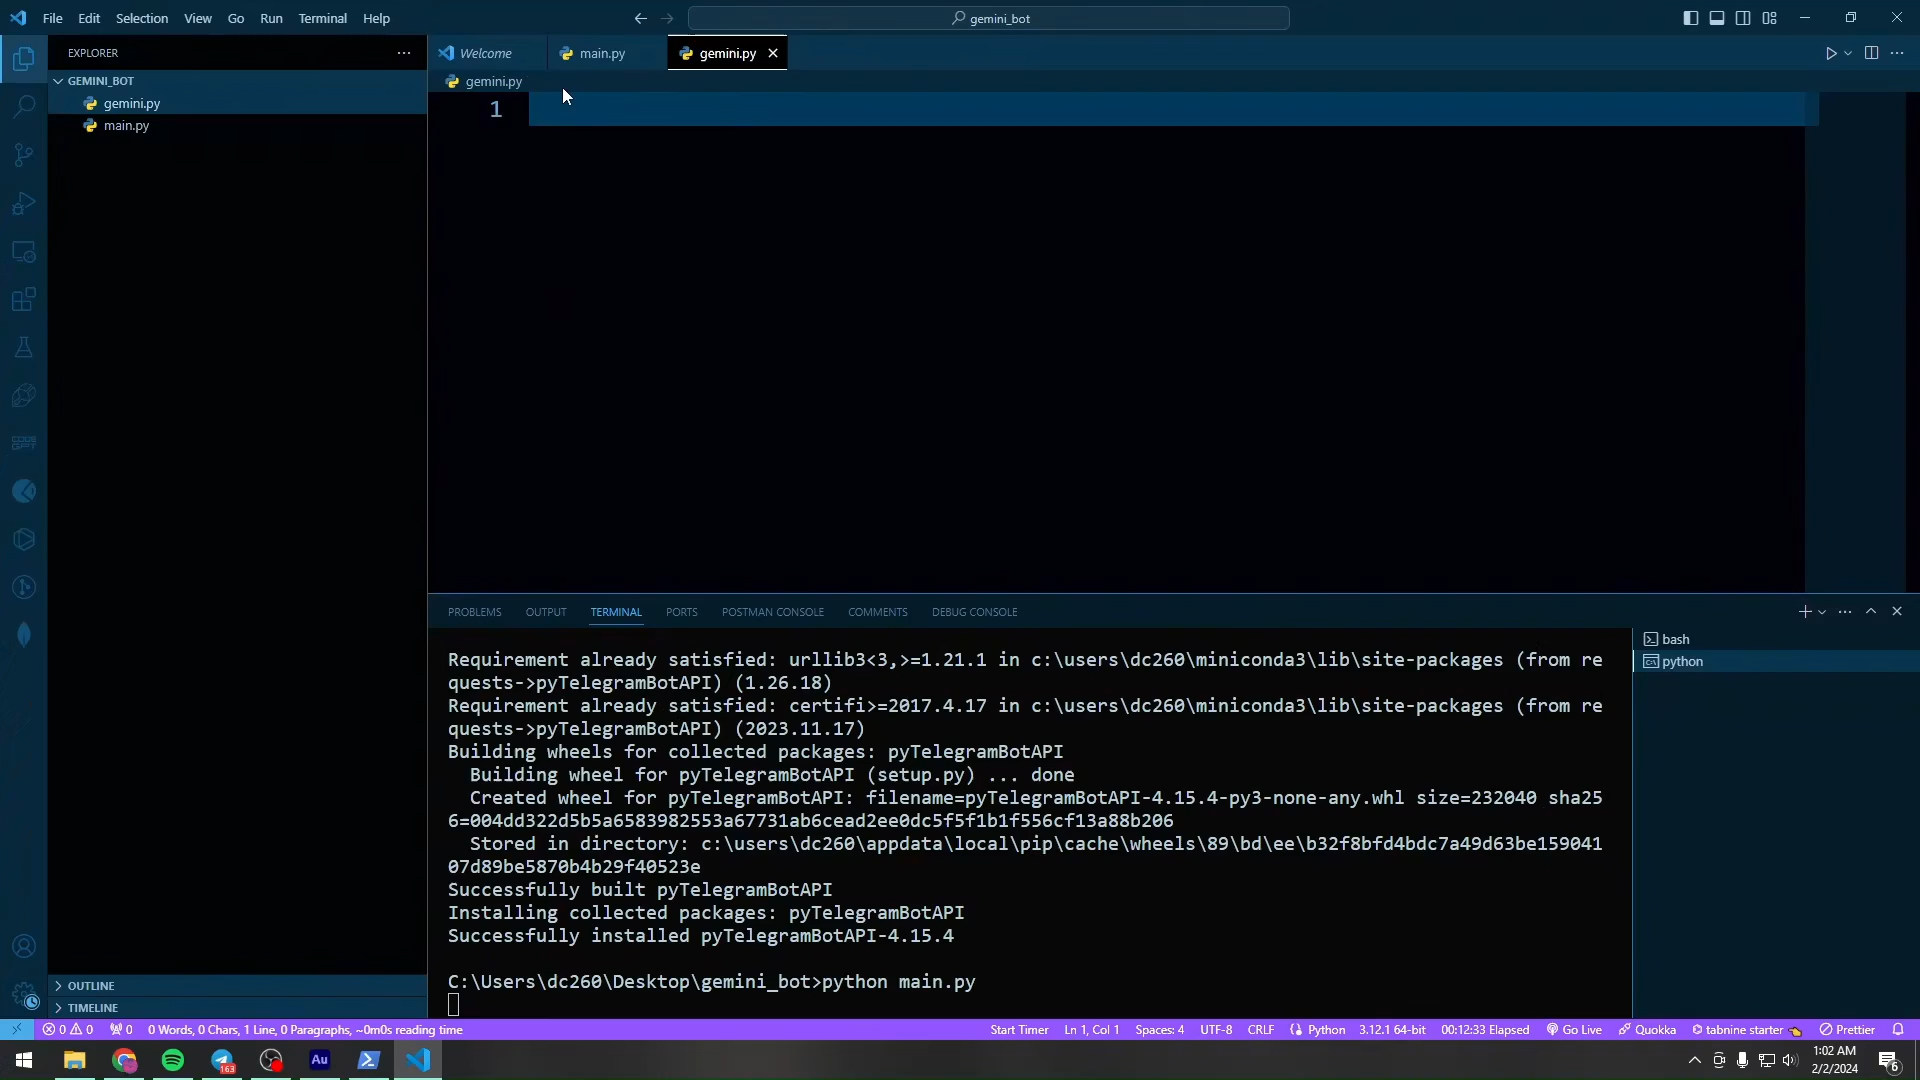 File Edit Selection View Go Run Terminal Help
gemini_bot
EXPLORER
Welcome
main.py
gemini.py
GEMINI_BOT
gemini.py
gemini.py
main.py
1
CODE
GPT
PROBLEMS OUTPUT TERMINAL PORTS POSTMAN CONSOLE COMMENTS DEBUG CONSOLE
bash
python
Requirement already satisfied: urllib3<3,>=1.21.1 in c:\users\dc260\miniconda3\lib\site-packages (from re
quests->pyTelegramBotAPI) (1.26.18)
Requirement already satisfied: certifi>=2017.4.17 in c:\users\dc260\miniconda3\lib\site-packages (from re
quests->pyTelegramBotAPI) (2023.11.17)
Building wheels for collected packages: pyTelegramBotAPI
Building wheel for pyTelegramBotAPI (setup.py) ... done
Created wheel for pyTelegramBotAPI: filename=pyTelegramBotAPI-4.15.4-py3-none-any.whl size=232040 sha25
6=004dd322d5b5a6583982553a67731ab6cead2ee0dc5f5f1b1f556cf13a88b206
Stored in directory: c:\users\dc260\appdata\local\pip\cache\wheels\89\bd\ee\b32f8bfd4bdc7a49d63be159041
07d89be5870b4b29f40523e
Successfully built pyTelegramBotAPI
Installing collected packages: pyTelegramBotAPI
Successfully installed pyTelegramBotAPI-4.15.4
C:\Users\dc260\Desktop\gemini_bot>python main.py
OUTLINE
TIMELINE
0 0 0 0 Words, 0 Chars, 1 Line, 0 Paragraphs, ~0m0s reading time Start Timer Ln 1, Col 1 Spaces: 4 UTF-8 CRLF Python 3.12.1 64-bit 00:12:33 Elapsed Go Live Quokka tabnine starter Prettier
163
Au
1:02 AM
2/2/2024
6